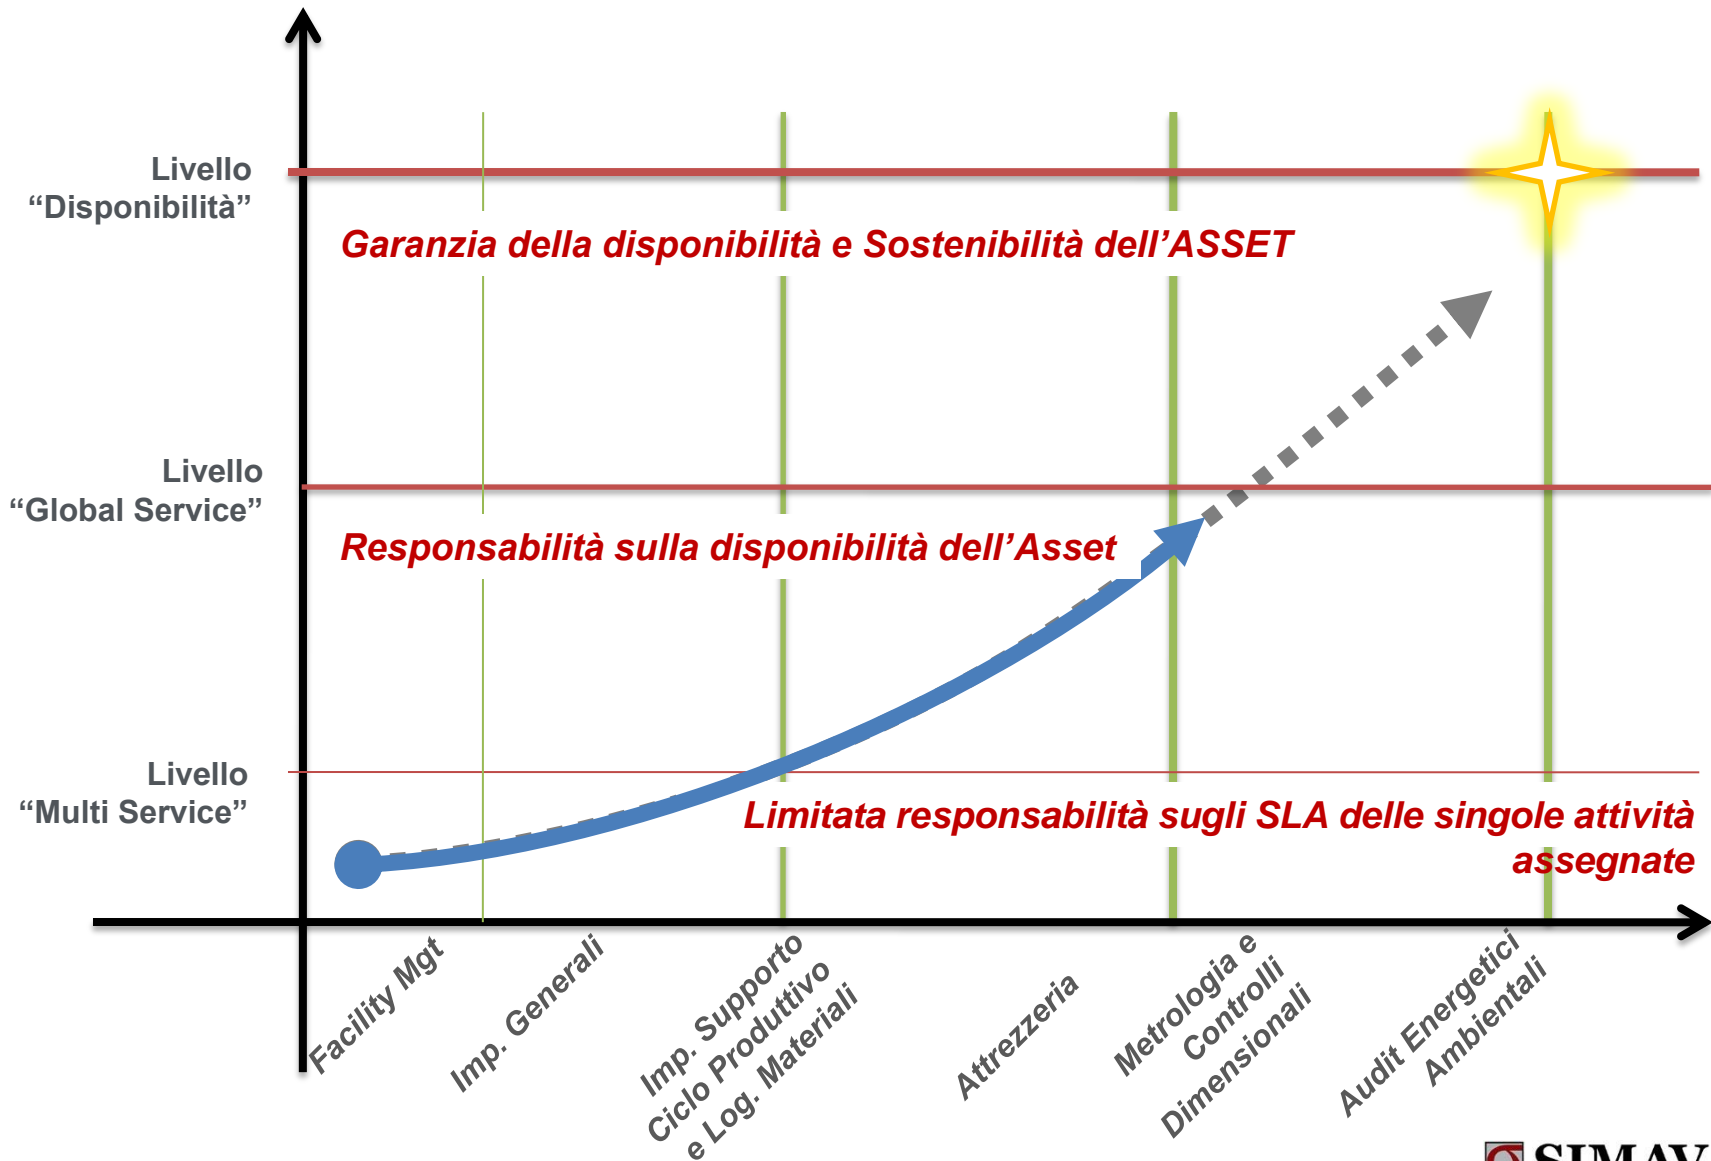 Livello
“Disponibilità”
Garanzia della disponibilità e Sostenibilità dell’ASSET
Livello
“Global Service”
Responsabilità sulla disponibilità dell’Asset
Livello
“Multi Service”
Limitata responsabilità sugli SLA delle singole attività
assegnate
Facility Mgt
Imp. Generali
Imp. Supporto
Ciclo Produttivo
e Log. Materiali
Attrezzeria
Metrologia e
Controlli
Dimensionali
Audit Energetici
Ambientali
SIMAV